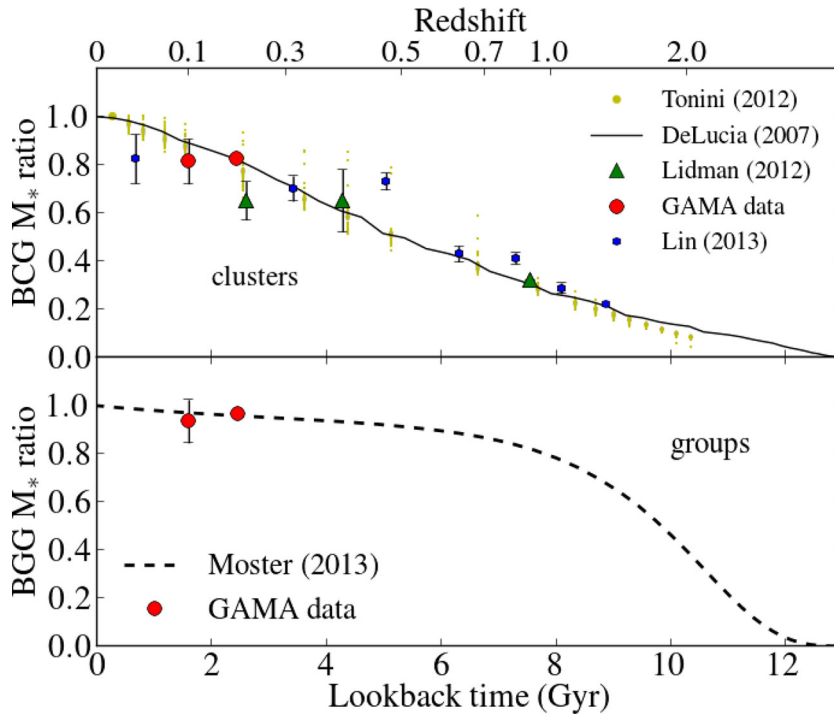 Redshift
0 0.1 0.3 0.5 0.7 1.0 2.0
BCG M* ratio
1.0
0.8
0.6
0.4
0.2
0.0
Tonini (2012)
DeLucia (2007)
Lidman (2012)
GAMA data
Lin (2013)
clusters
BGG M* ratio
1.0
0.8
0.6
0.4
0.2
0.0
groups
Moster (2013)
GAMA data
0 2 4 6 8 10 12
Lookback time (Gyr)